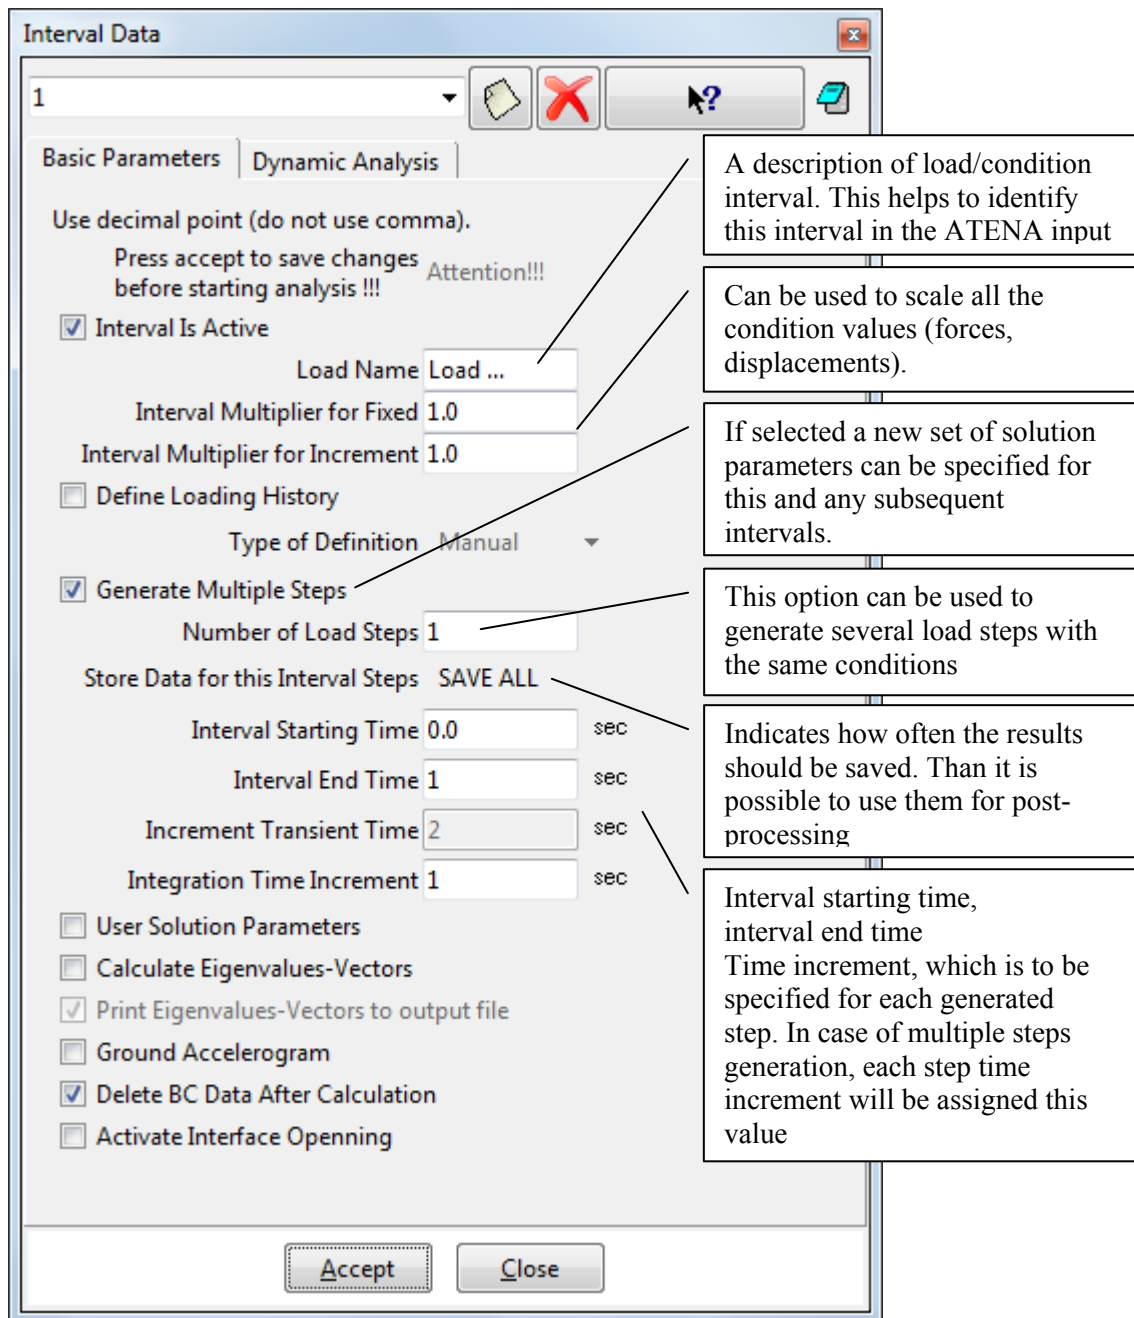 Interval Data
1
Basic Parameters
Dynamic Analysis
Use decimal point (do not use comma).
Press accept to save changes
before starting analysis !!!
Attention!!!
Interval Is Active
Load Name Load ...
Interval Multiplier for Fixed 1.0
Interval Multiplier for Increment 1.0
Define Loading History
Type of Definition Manual
Generate Multiple Steps
Number of Load Steps 1
Store Data for this Interval Steps SAVE ALL
Interval Starting Time 0.0 sec
Interval End Time 1 sec
Increment Transient Time 2 sec
Integration Time Increment 1 sec
User Solution Parameters
Calculate Eigenvalues-Vectors
Print Eigenvalues-Vectors to output file
Ground Accelerogram
Delete BC Data After Calculation
Activate Interface Openning
Accept
Close
A description of load/condition
interval. This helps to identify
this interval in the ATENA input
Can be used to scale all the
condition values (forces,
displacements).
If selected a new set of solution
parameters can be specified for
this and any subsequent
intervals.
This option can be used to
generate several load steps with
the same conditions
Indicates how often the results
should be saved. Than it is
possible to use them for post-
processing
Interval starting time,
interval end time
Time increment, which is to be
specified for each generated
step. In case of multiple steps
generation, each step time
increment will be assigned this
value